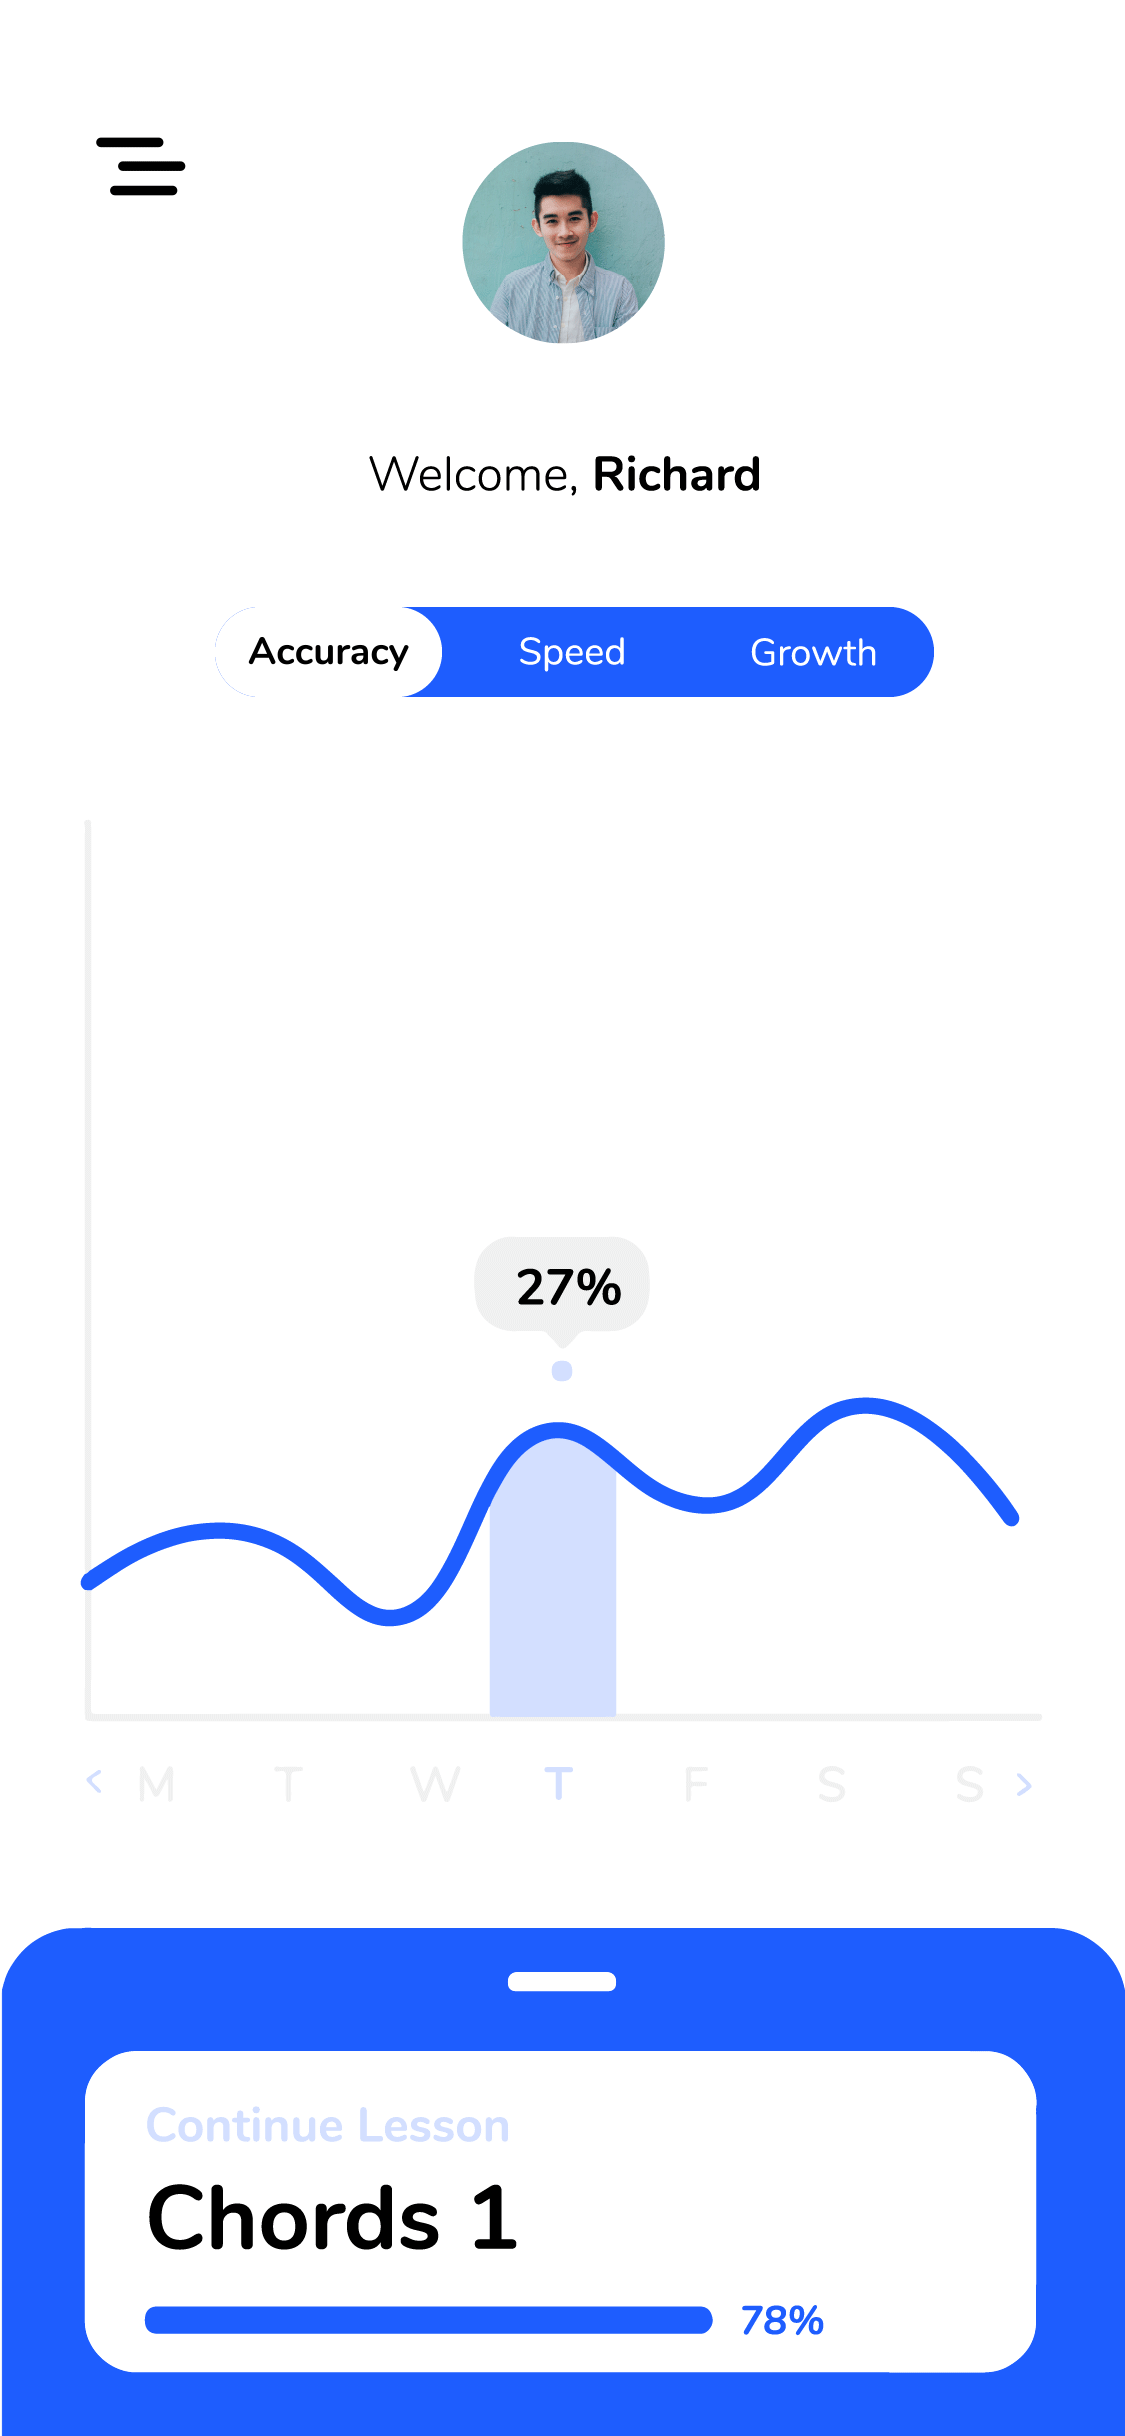 Welcome, Richard
Accuracy Speed Growth
27%
< M T W T F S S >
Continue Lesson
Chords 1
78%